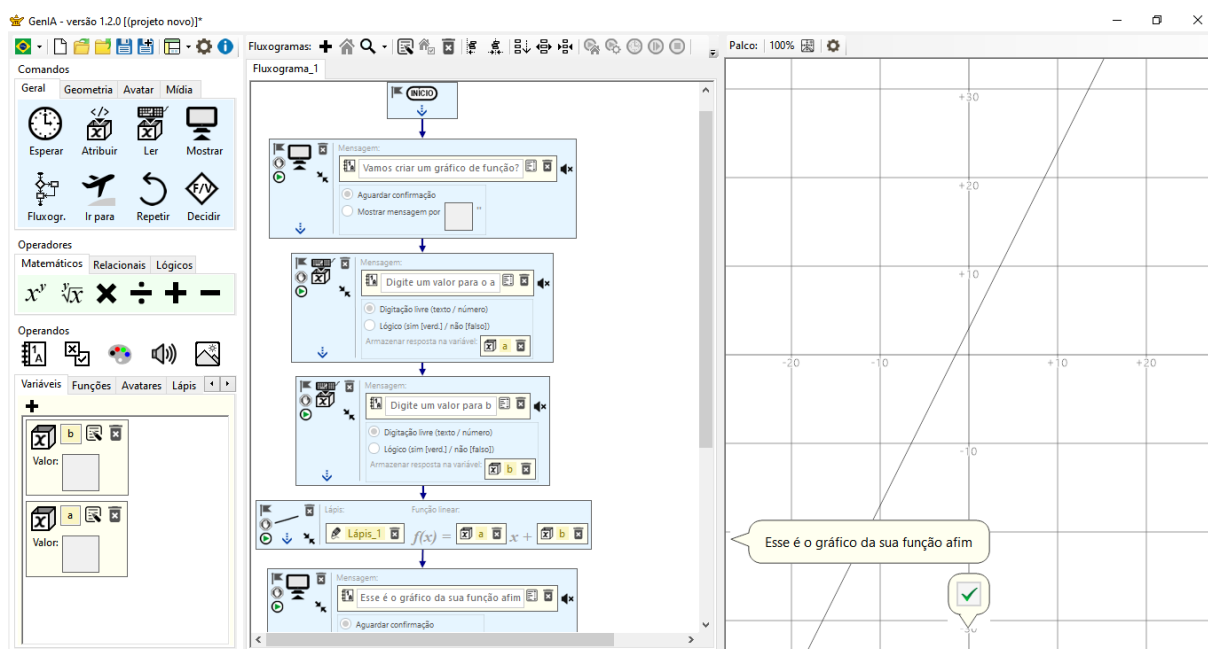 GenIA - versão 1.2.0 [(projeto novo)]*
Fluxogramas:
Palco: 100%
Comandos
Geral Geometria Avatar Mídia
Esperar Atribuir Ler Mostrar
Fluxogr. Ir para Repetir Decidir
Operadores
Matemáticos Relacionais Lógicos
Operandos
Variáveis Funções Avatares Lápis
b
Valor:
a
Valor:
Fluxograma_1
INÍCIO
Mensagem:
Vamos criar um gráfico de função?
Aguardar confirmação
Mostrar mensagem por "
Mensagem:
Digite um valor para o a
Digitação livre (texto / número)
Lógico (sim [verd.] / não [falso])
Armazenar resposta na variável: a
Mensagem:
Digite um valor para b
Digitação livre (texto / número)
Lógico (sim [verd.] / não [falso])
Armazenar resposta na variável: b
Lápis: Função linear:
Lápis_1 f(x) = a x + b
Mensagem:
Esse é o gráfico da sua função afim
Aguardar confirmação
+30
+20
+10
-20 -10 +10 +20
-10
Esse é o gráfico da sua função afim